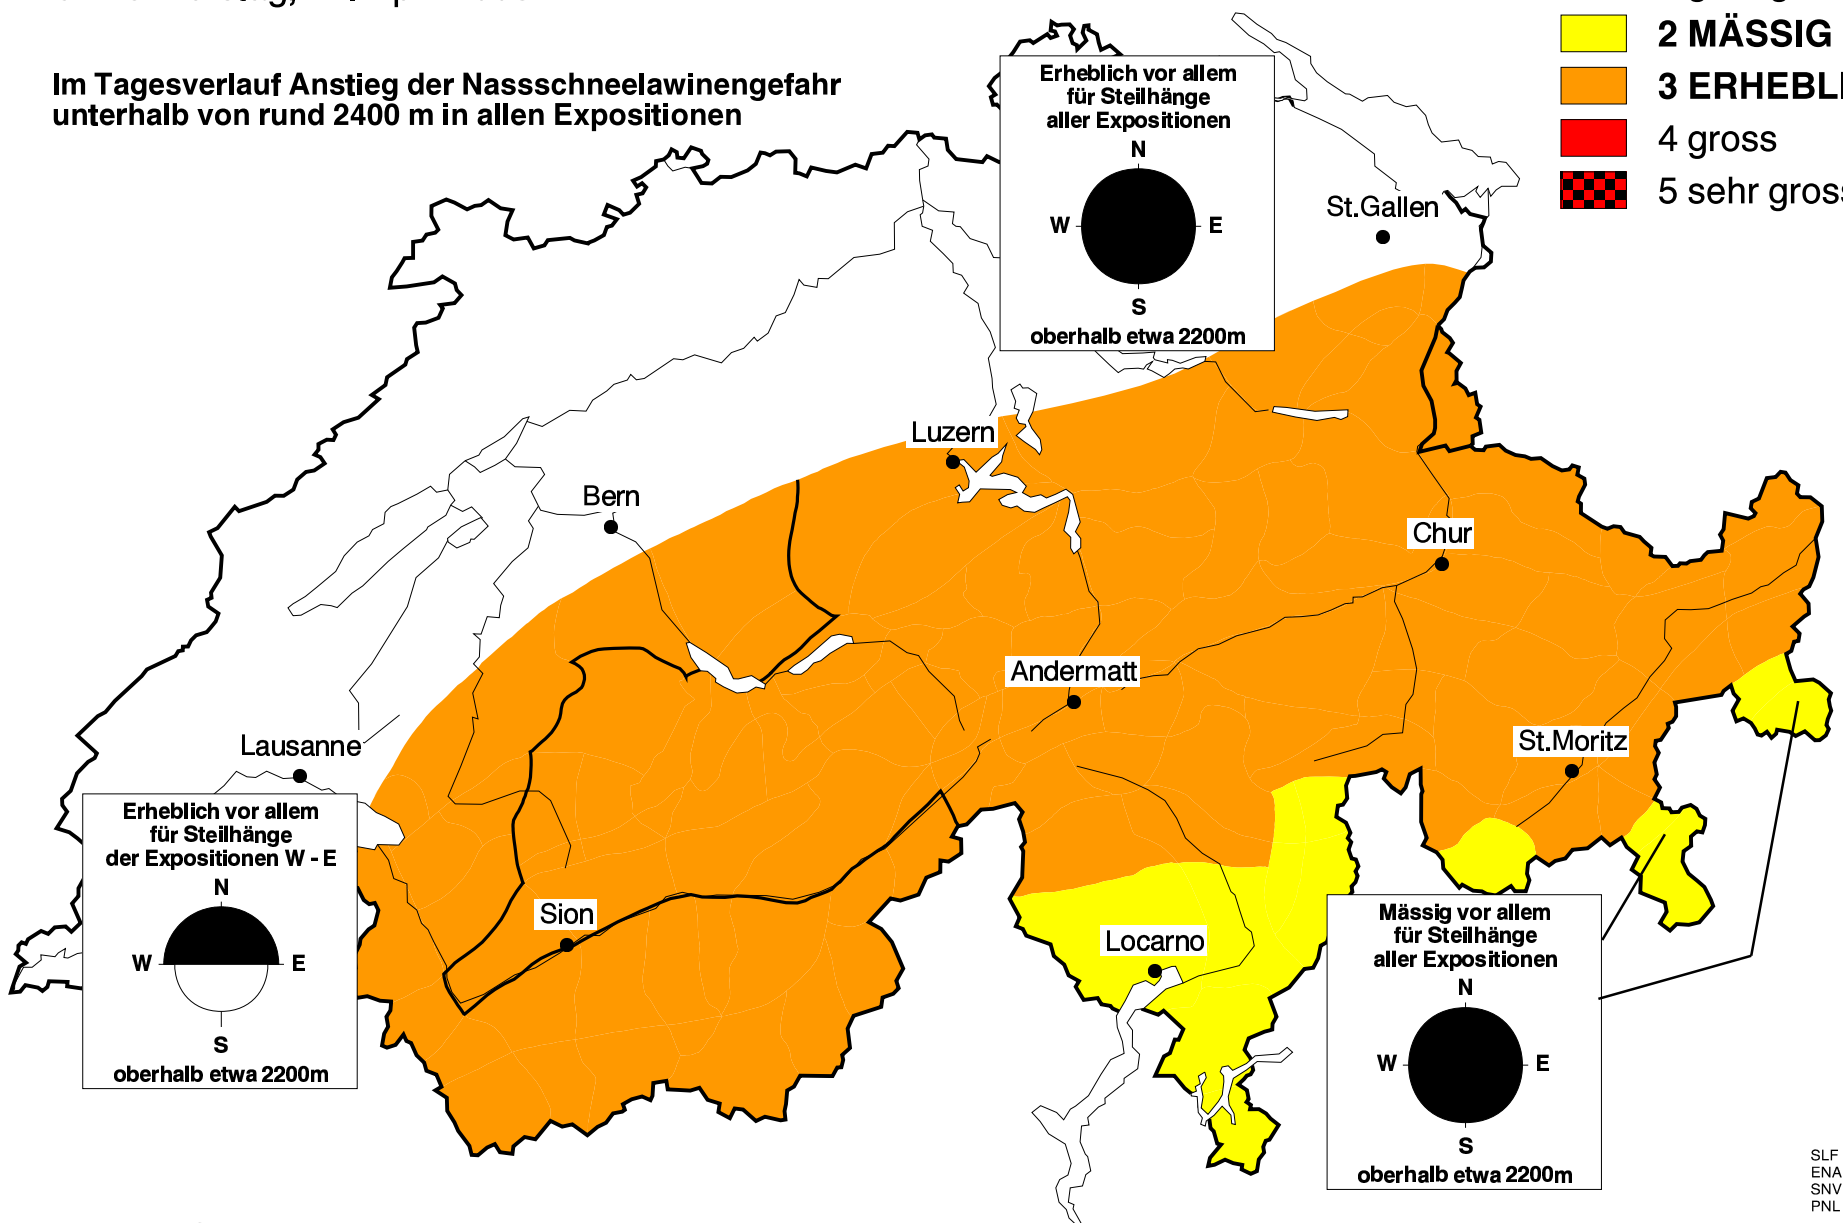 2 MÄSSIG
3 ERHEBLI
4 gross
5 sehr gross
Im Tagesverlauf Anstieg der Nassschneelawinengefahr
unterhalb von rund 2400 m in allen Expositionen
Erheblich vor allem
für Steilhänge
aller Expositionen
N
W
E
S
oberhalb etwa 2200m
St.Gallen
Luzern
Bern
Chur
Andermatt
St.Moritz
Lausanne
Erheblich vor allem
für Steilhänge
der Expositionen W - E
N
W
E
S
oberhalb etwa 2200m
Sion
Locarno
Mässig vor allem
für Steilhänge
aller Expositionen
N
W
E
S
oberhalb etwa 2200m
SLF
ENA
SNV
PNL